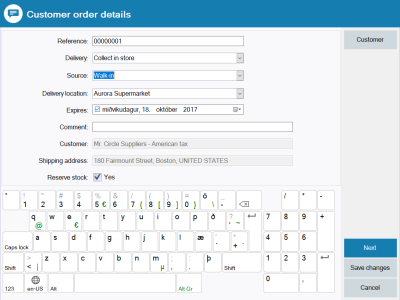 Customer order details
Reference: 00000001
Customer
Delivery: Collect in store
Source: Walk-in
Delivery location: Aurora Supermarket
Expires: miðvikudagur, 18. október 2017
Comment:
Customer: Mr. Circle Suppliers - American tax
Shipping address: 180 Fairmount Street, Boston, UNITED STATES
Reserve stock: Yes
° ! " # $ % & / ( ) = ö _ / * -
1 2 3 4 5 € 6 7 { 8 [ 9 ] 0 } \
q @ w e € r t y u i o p ð ? ' ~ 7 8 9 +
Caps lock a s d f g h j k l æ ' * + 4 5 6
Shift > < | z x c v b n m µ ; , : . þ Shift 1 2 3
123 en-US Alt Alt Gr 0 ,
Next
Save changes
Cancel